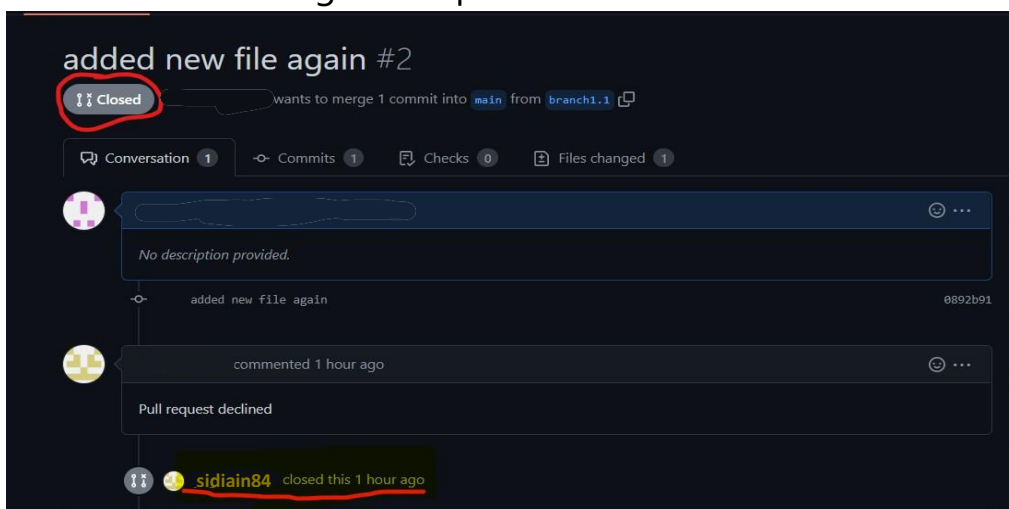 added new file again #2
Closed wants to merge 1 commit into main from branch1.1
Conversation 1 Commits 1 Checks 0 Files changed 1
No description provided.
added new file again 0892b91
commented 1 hour ago
Pull request declined
sidiain84 closed this 1 hour ago